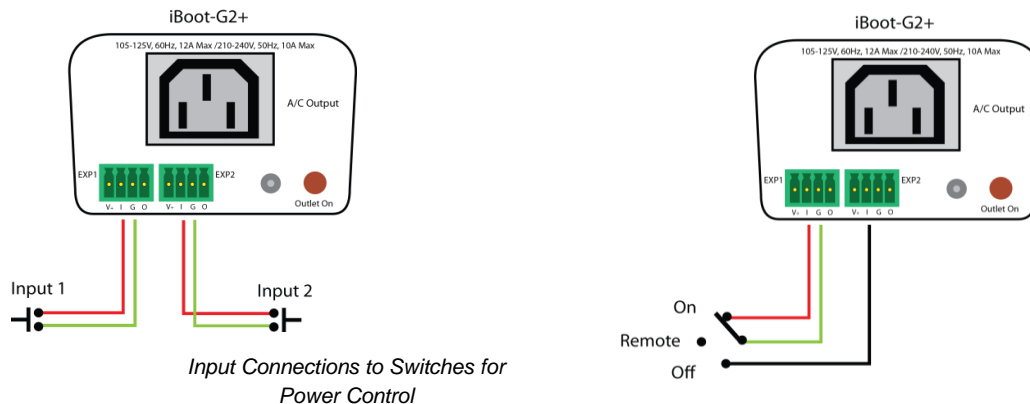 iBoot-G2+
105-125V, 60Hz, 12A Max /210-240V, 50Hz, 10A Max
A/C Output
EXP1
EXP2
V+ I G O
V+ I G O
Outlet On
Input 1
Input 2
Input Connections to Switches for
Power Control
iBoot-G2+
105-125V, 60Hz, 12A Max /210-240V, 50Hz, 10A Max
A/C Output
EXP1
EXP2
V+ I G O
V+ I G O
Outlet On
On
Remote
Off